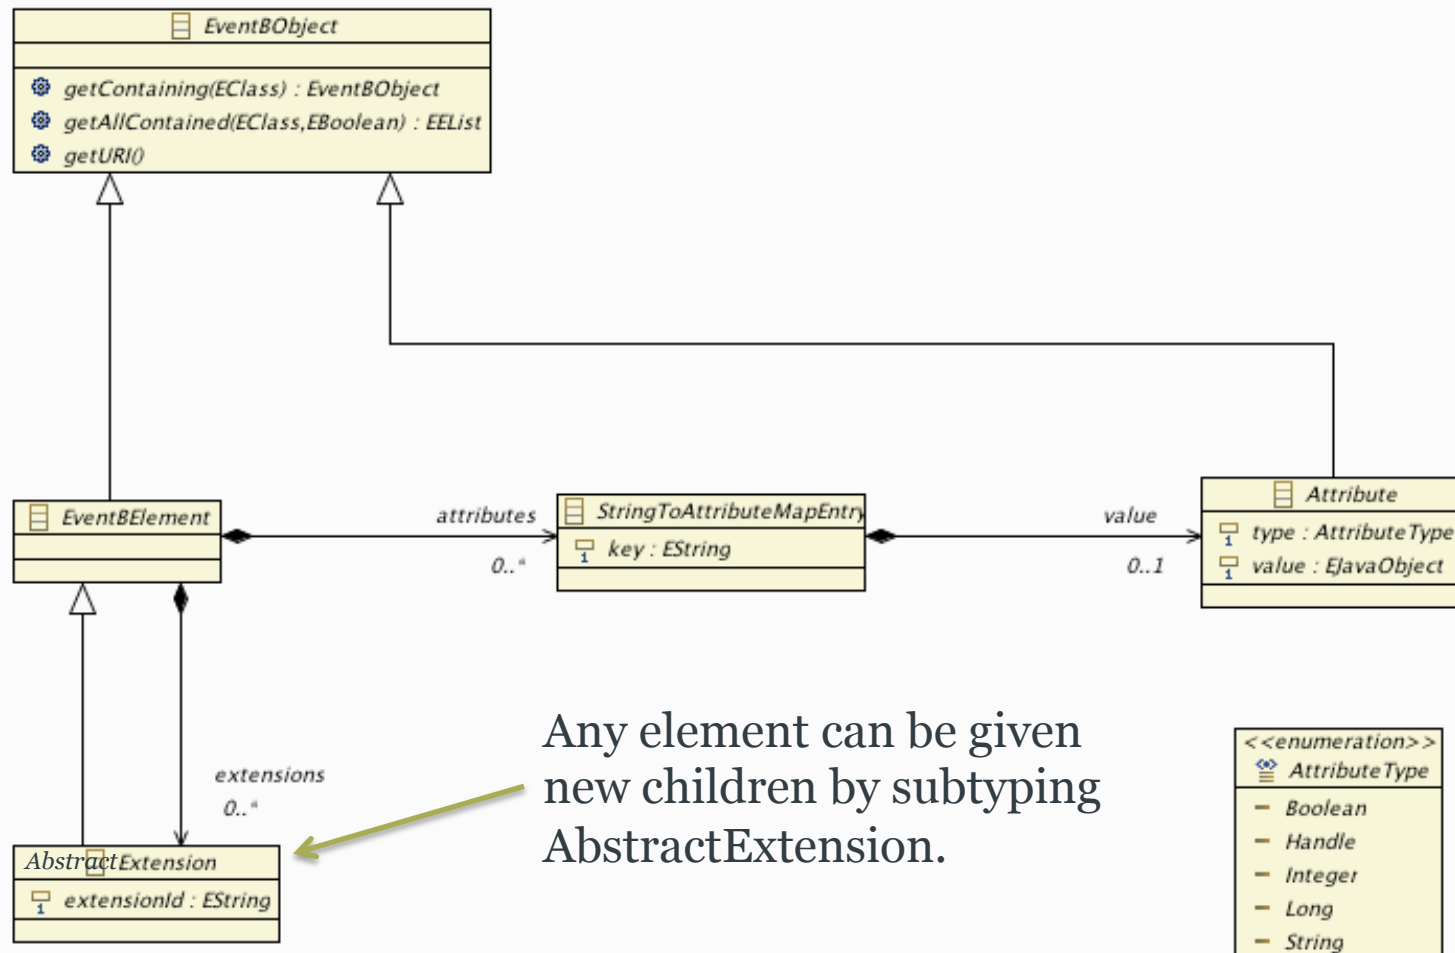 EventBObject
getContaining(EClass) : EventBObject
getAllContained(EClass,EBoolean) : EEList
getURI()
EventBElement
attributes
0..*
StringToAttributeMapEntry
key : EString
value
0..1
Attribute
type : AttributeType
value : EJavaObject
extensions
0..*
AbstractExtension
extensionId : EString
Any element can be given
new children by subtyping
AbstractExtension.
<<enumeration>>
AttributeType
Boolean
Handle
Integer
Long
String